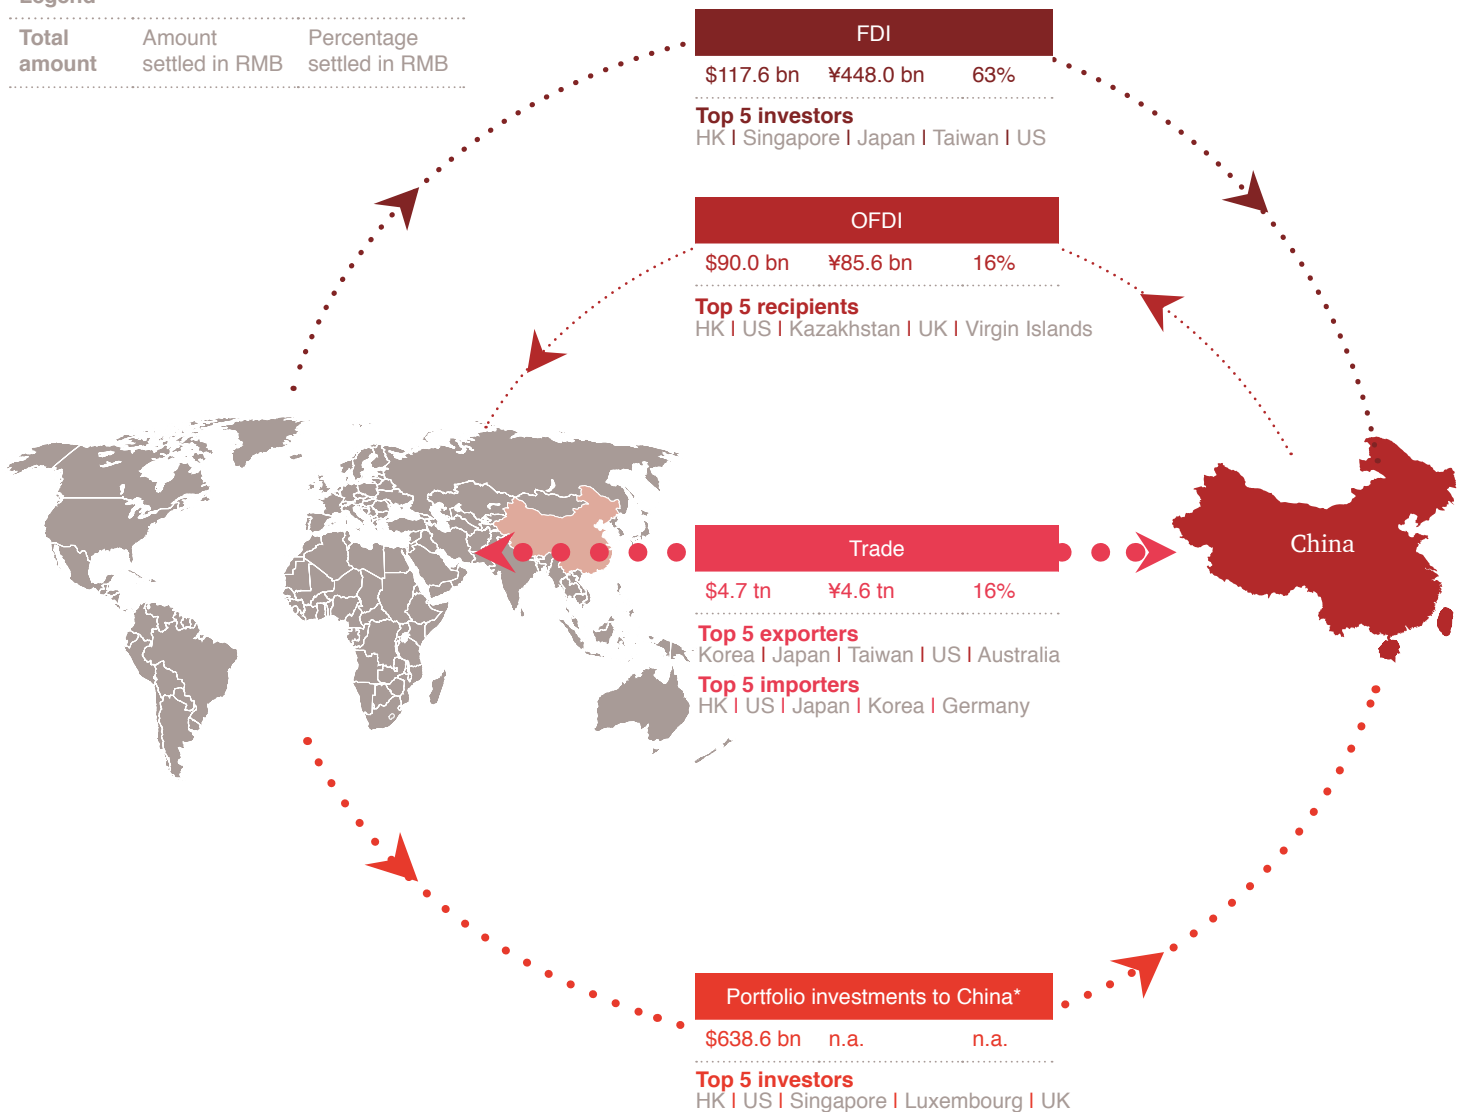 Legend
Total amount
Amount settled in RMB
Percentage settled in RMB
FDI
$117.6 bn ¥448.0 bn 63%
Top 5 investors
HK I Singapore I Japan I Taiwan I US
OFDI
$90.0 bn ¥85.6 bn 16%
Top 5 recipients
HK I US I Kazakhstan I UK I Virgin Islands
Trade
$4.7 tn ¥4.6 tn 16%
Top 5 exporters
Korea I Japan I Taiwan I US I Australia
Top 5 importers
HK I US I Japan I Korea I Germany
China
Portfolio investments to China*
$638.6 bn n.a. n.a.
Top 5 investors
HK I US I Singapore I Luxembourg I UK